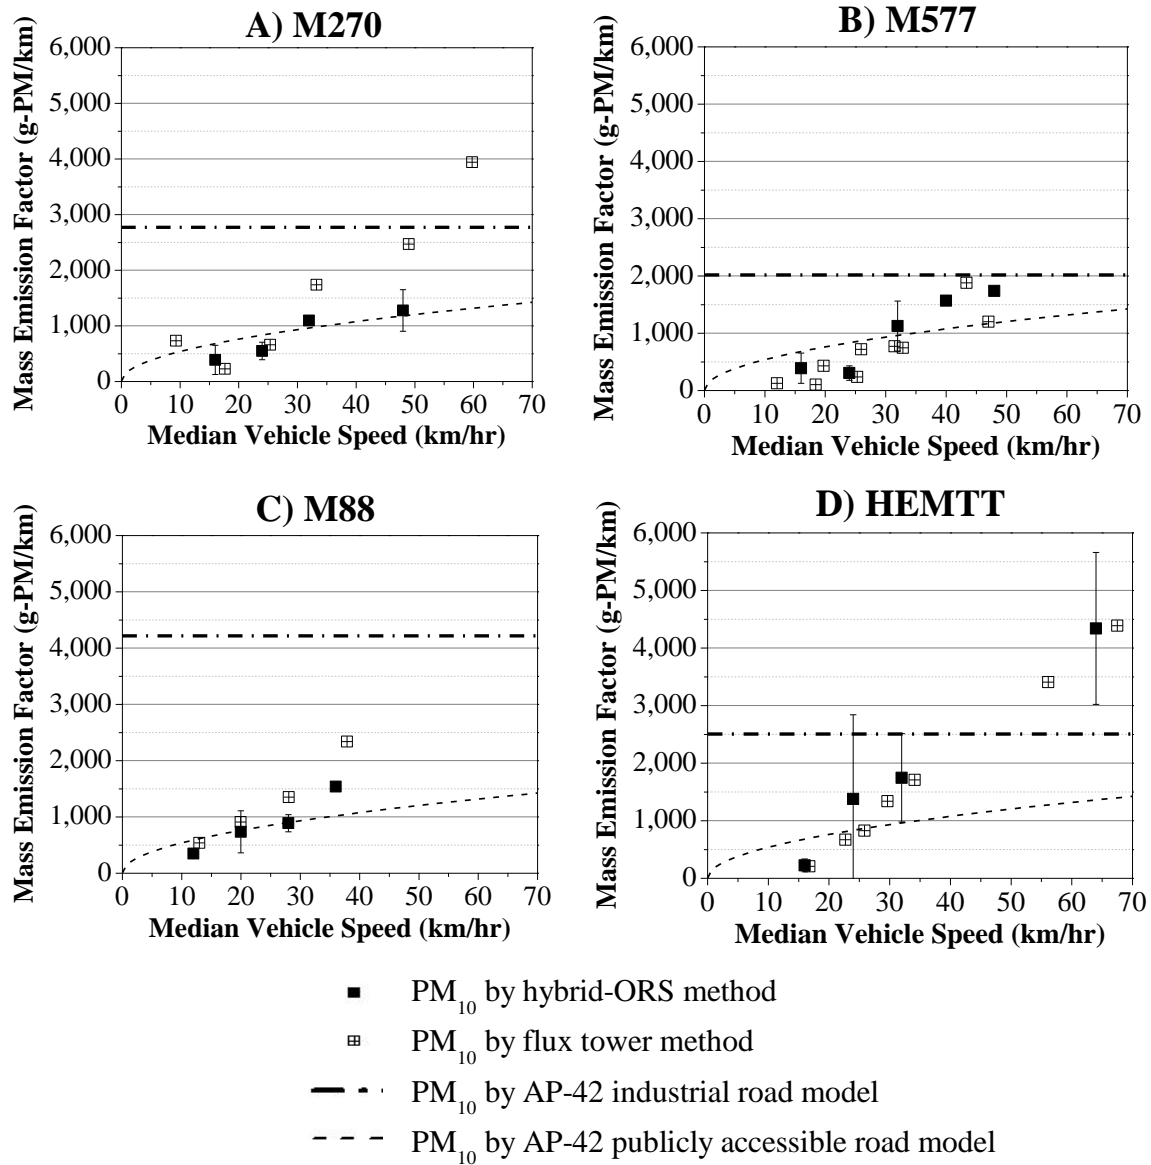 A) M270
6,000
5,000
4,000
3,000
2,000
1,000
0
0 10 20 30 40 50 60 70
Mass Emission Factor (g-PM/km)
Median Vehicle Speed (km/hr)
B) M577
6,000
5,000
4,000
3,000
2,000
1,000
0
0 10 20 30 40 50 60 70
Mass Emission Factor (g-PM/km)
Median Vehicle Speed (km/hr)
C) M88
6,000
5,000
4,000
3,000
2,000
1,000
0
0 10 20 30 40 50 60 70
Mass Emission Factor (g-PM/km)
Median Vehicle Speed (km/hr)
D) HEMTT
6,000
5,000
4,000
3,000
2,000
1,000
0
0 10 20 30 40 50 60 70
Mass Emission Factor (g-PM/km)
Median Vehicle Speed (km/hr)
PM10 by hybrid-ORS method
PM10 by flux tower method
PM10 by AP-42 industrial road model
PM10 by AP-42 publicly accessible road model